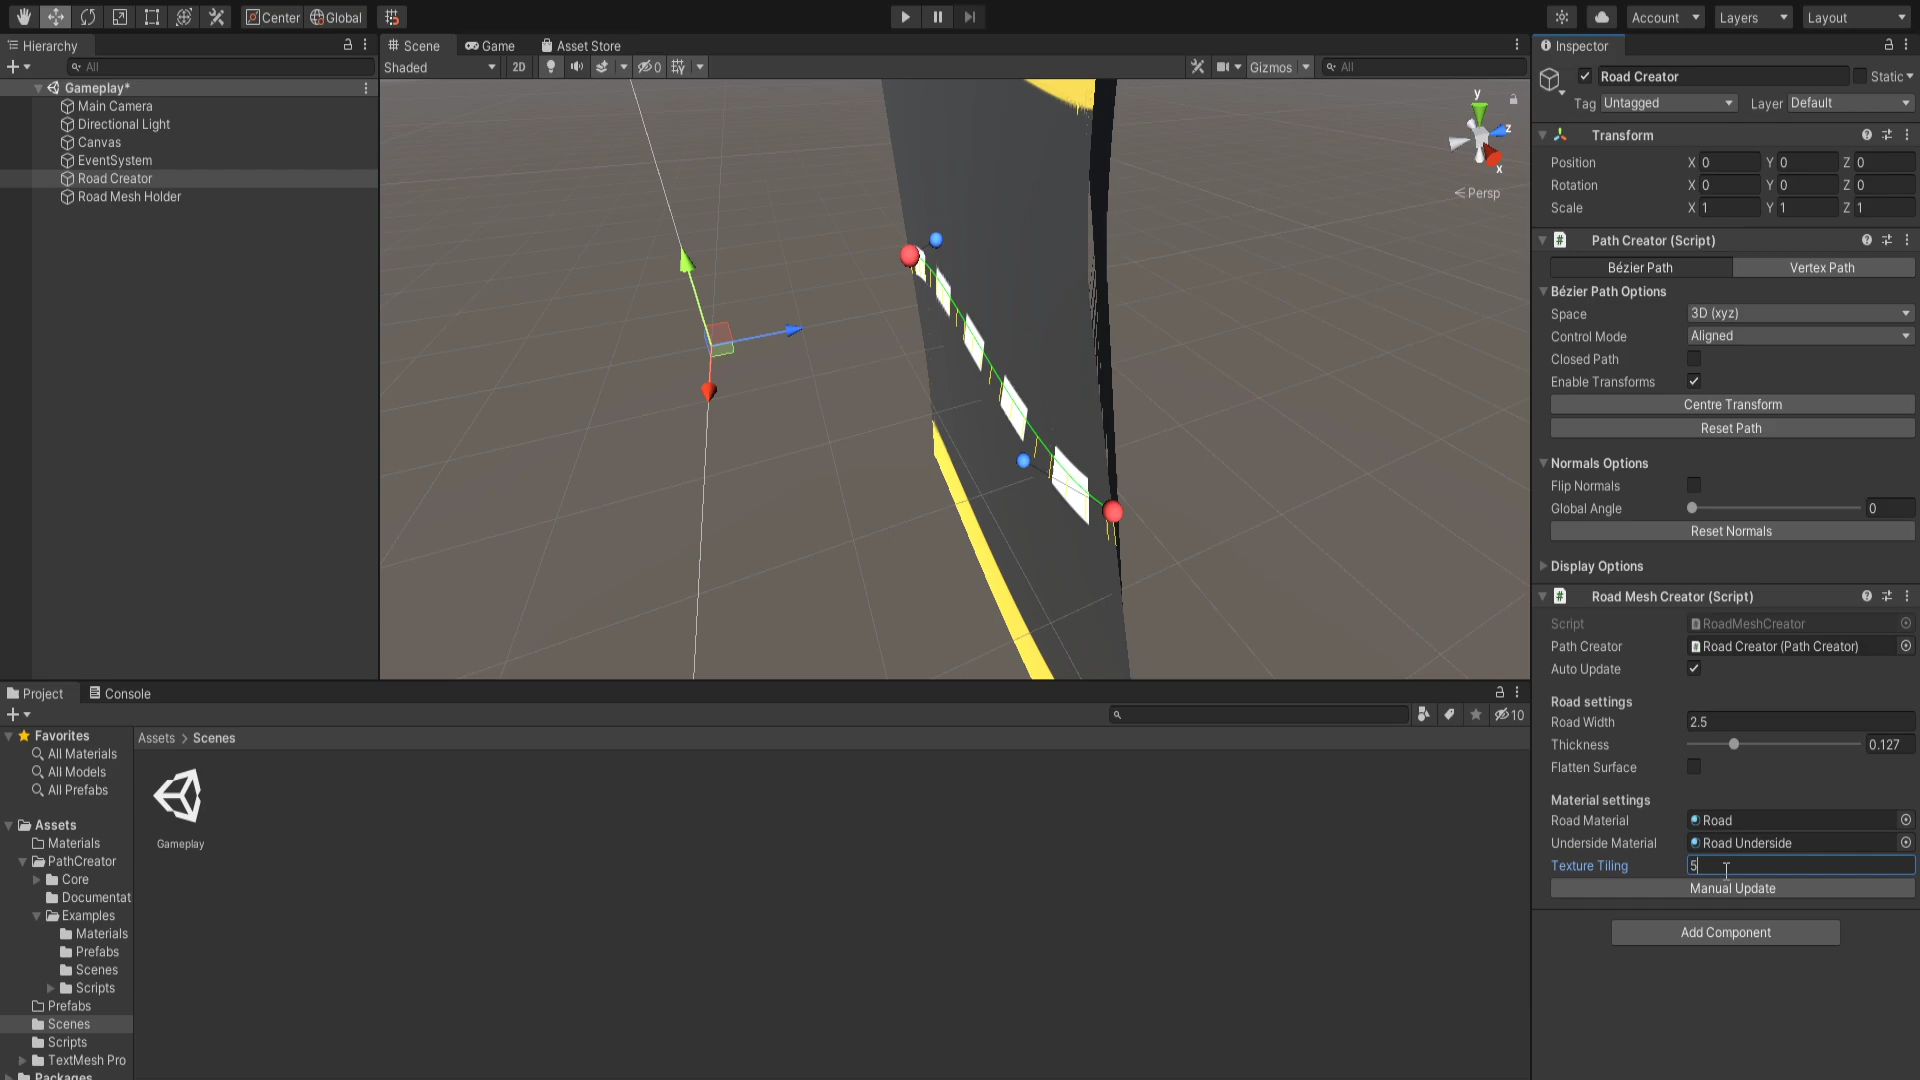 Center Global
Account Layers Layout
Hierarchy
All
Gameplay*
Main Camera
Directional Light
Canvas
EventSystem
Road Creator
Road Mesh Holder
Scene Game Asset Store
Shaded 2D 0 Gizmos All
y
z
x
Persp
Inspector
Road Creator Static
Tag Untagged Layer Default
Transform
Position X 0 Y 0 Z 0
Rotation X 0 Y 0 Z 0
Scale X 1 Y 1 Z 1
Path Creator (Script)
Bézier Path Vertex Path
Bézier Path Options
Space 3D (xyz)
Control Mode Aligned
Closed Path
Enable Transforms
Centre Transform
Reset Path
Normals Options
Flip Normals
Global Angle 0
Reset Normals
Display Options
Road Mesh Creator (Script)
Script RoadMeshCreator
Path Creator Road Creator (Path Creator)
Auto Update
Road settings
Road Width 2.5
Thickness 0.127
Flatten Surface
Material settings
Road Material Road
Underside Material Road Underside
Texture Tiling 5
Manual Update
Add Component
Project Console
10
Favorites
All Materials
All Models
All Prefabs
Assets
Materials
PathCreator
Core
Documentat
Examples
Materials
Prefabs
Scenes
Scripts
Prefabs
Scenes
Scripts
TextMesh Pro
Packages
Assets > Scenes
Gameplay